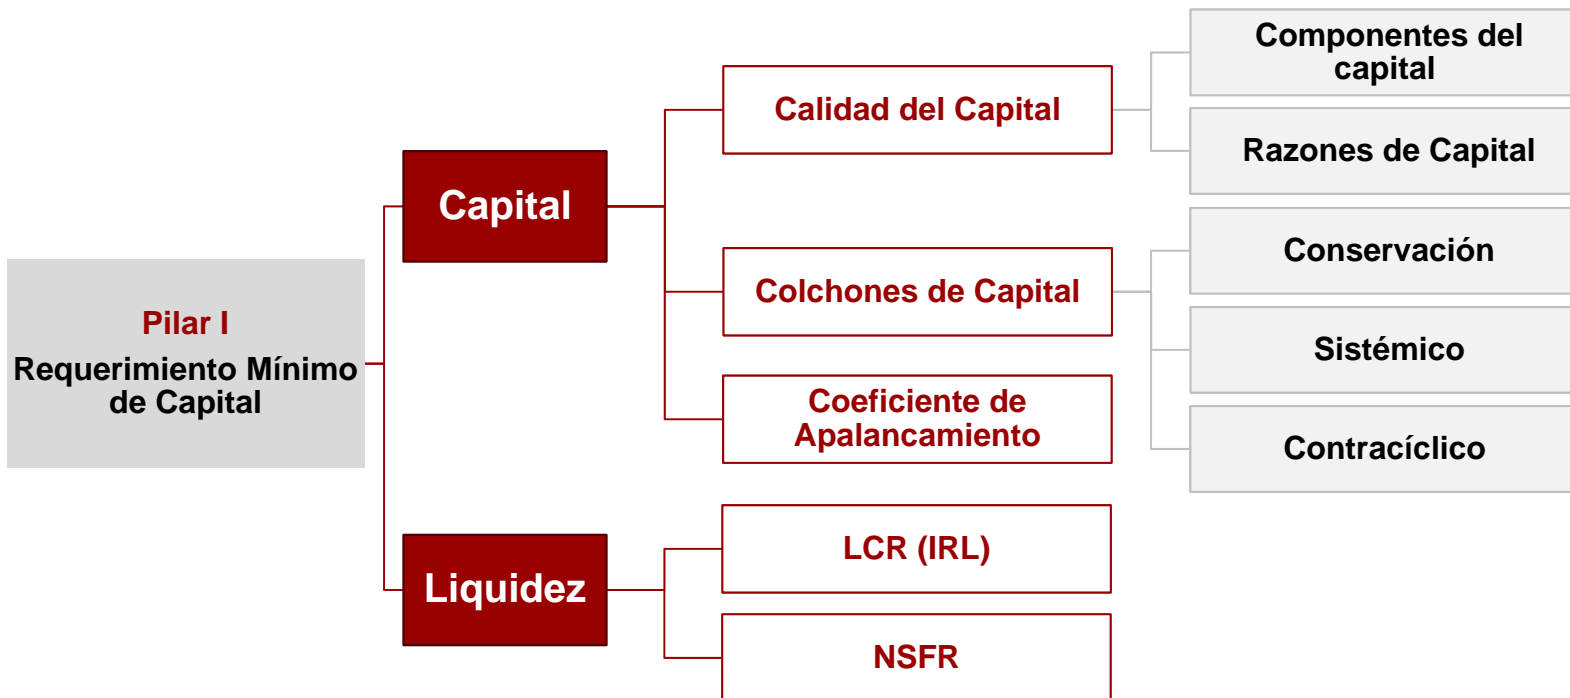 Pilar I
Requerimiento Mínimo
de Capital
Capital
Calidad del Capital
Componentes del
capital
Razones de Capital
Colchones de Capital
Conservación
Sistémico
Contracíclico
Coeficiente de
Apalancamiento
Liquidez
LCR (IRL)
NSFR